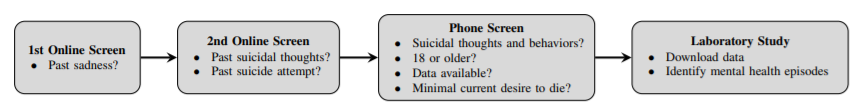 1st Online Screen
• Past sadness?
2nd Online Screen
• Past suicidal thoughts?
• Past suicide attempt?
Phone Screen
• Suicidal thoughts and behaviors?
• 18 or older?
• Data available?
• Minimal current desire to die?
Laboratory Study
• Download data
• Identify mental health episodes